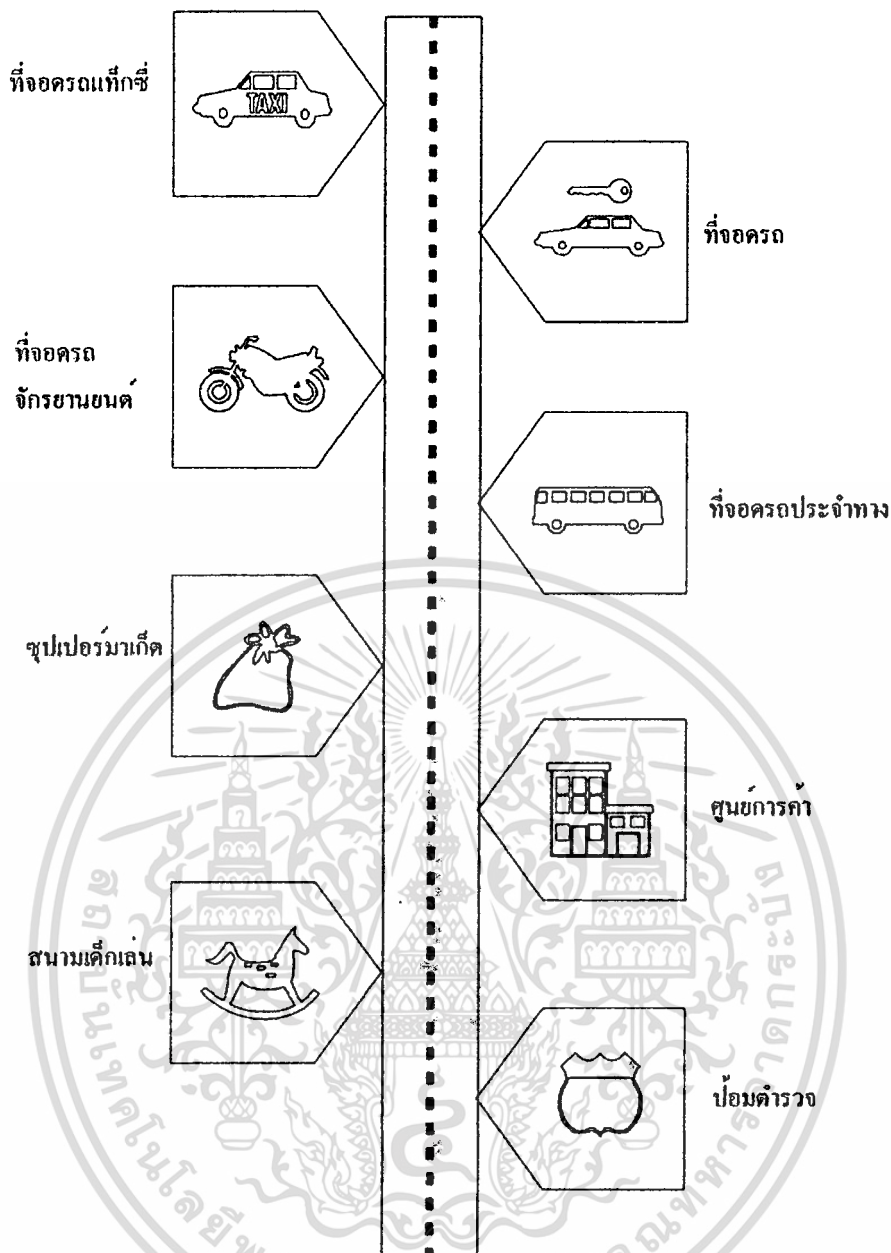 ที่จอดรถแท็กซี่
TAXI
ที่จอดรถ
ที่จอดรถ
จักรยานยนต์
ที่จอดรถประจำทาง
ซุปเปอร์มาเก็ต
ศูนย์การค้า
สนามเด็กเล่น
ป้อมตำรวจ